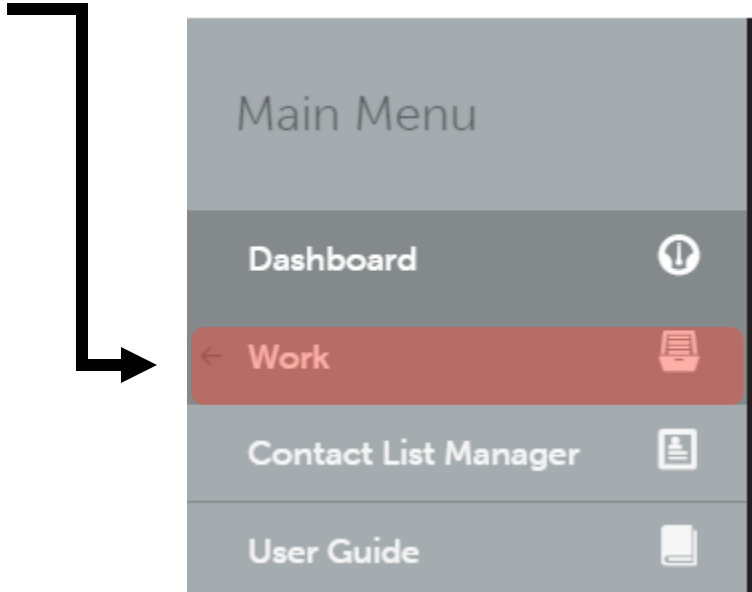 Main Menu
Dashboard
← Work
Contact List Manager
User Guide